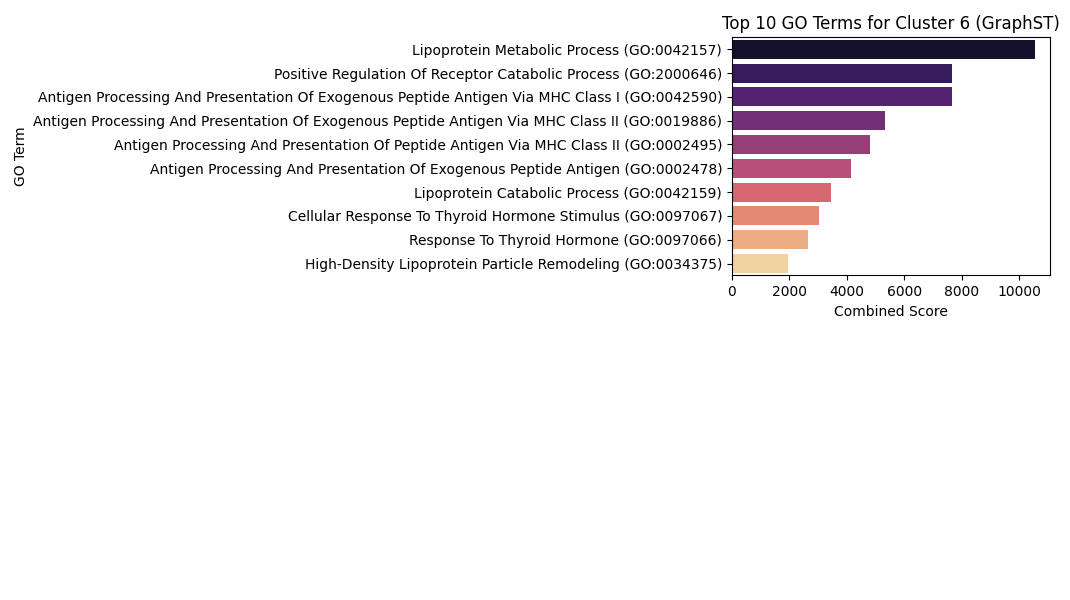 Top 10 GO Terms for Cluster 6 (GraphST)
GO Term
Lipoprotein Metabolic Process (GO:0042157)
Positive Regulation Of Receptor Catabolic Process (GO:2000646)
Antigen Processing And Presentation Of Exogenous Peptide Antigen Via MHC Class I (GO:0042590)
Antigen Processing And Presentation Of Exogenous Peptide Antigen Via MHC Class II (GO:0019886)
Antigen Processing And Presentation Of Peptide Antigen Via MHC Class II (GO:0002495)
Antigen Processing And Presentation Of Exogenous Peptide Antigen (GO:0002478)
Lipoprotein Catabolic Process (GO:0042159)
Cellular Response To Thyroid Hormone Stimulus (GO:0097067)
Response To Thyroid Hormone (GO:0097066)
High-Density Lipoprotein Particle Remodeling (GO:0034375)
0 2000 4000 6000 8000 10000
Combined Score